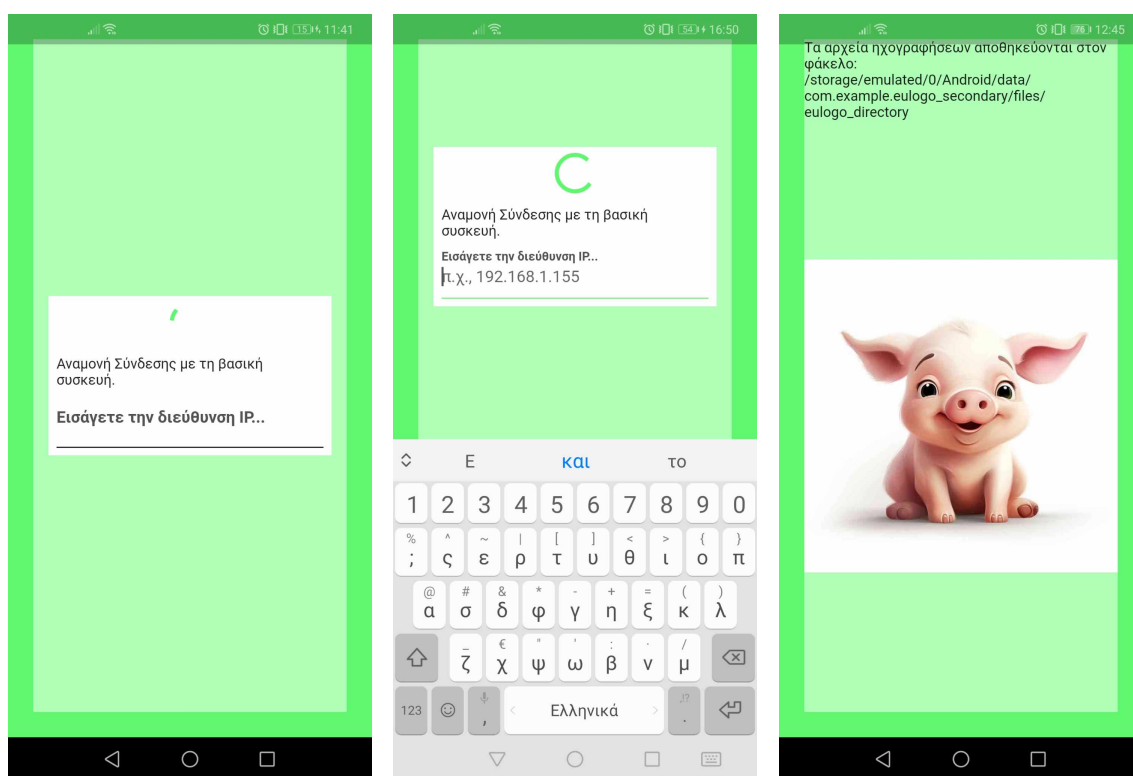 15 11:41
Αναμονή Σύνδεσης με τη βασική
συσκευή.
Εισάγετε την διεύθυνση IP...
54 16:50
Αναμονή Σύνδεσης με τη βασική
συσκευή.
Εισάγετε την διεύθυνση IP...
π.χ., 192.168.1.155
E και το
1 2 3 4 5 6 7 8 9 0
% ^ ~ | [ ] < > { }
; ς ε ρ τ υ θ ι ο π
@ # & * - + = ( )
α σ δ φ γ η ξ κ λ
_ € " ' : · /
ζ χ ψ ω β ν μ
!?
123 , Ελληνικά .
76 12:45
Τα αρχεία ηχογραφήσεων αποθηκεύονται στον
φάκελο:
/storage/emulated/0/Android/data/
com.example.eulogo_secondary/files/
eulogo_directory